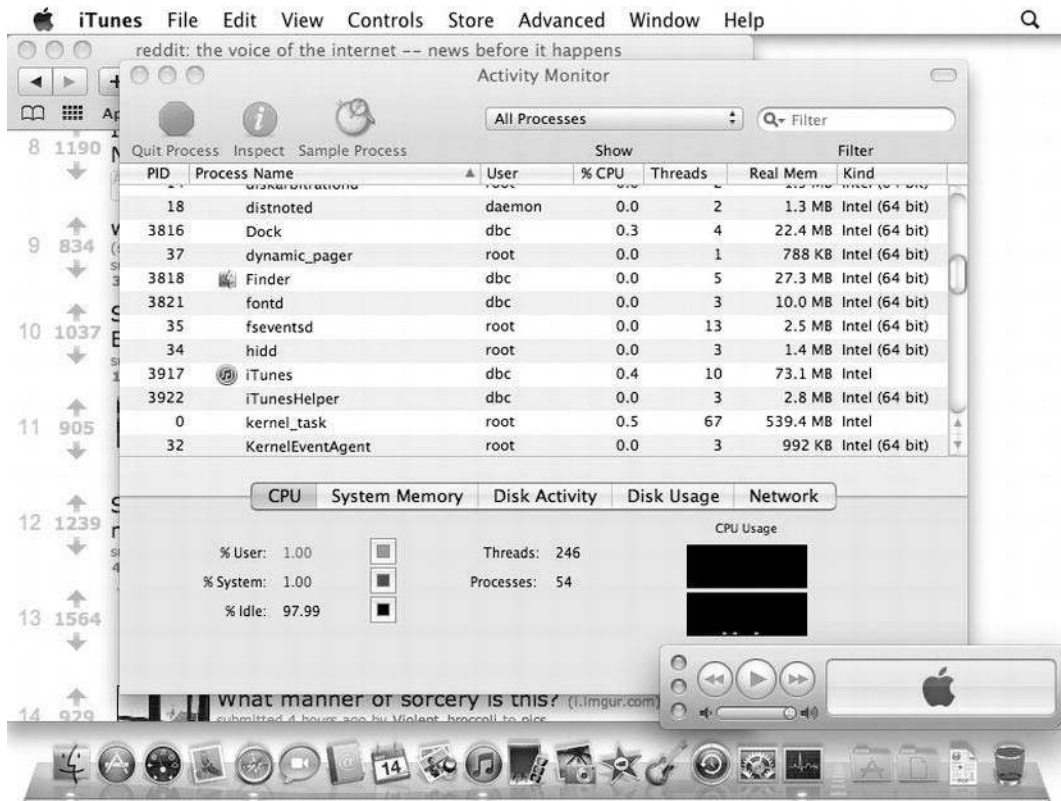 iTunes File Edit View Controls Store Advanced Window Help
reddit: the voice of the internet -- news before it happens
Activity Monitor
All Processes
Filter
Quit Process Inspect Sample Process Show Filter
PID Process Name User % CPU Threads Real Mem Kind
diskarbitrationd
18 distnoted daemon 0.0 2 1.3 MB Intel (64 bit)
3816 Dock dbc 0.3 4 22.4 MB Intel (64 bit)
37 dynamic_pager root 0.0 1 788 KB Intel (64 bit)
3818 Finder dbc 0.0 5 27.3 MB Intel (64 bit)
3821 fontd dbc 0.0 3 10.0 MB Intel (64 bit)
35 fseventsd root 0.0 13 2.5 MB Intel (64 bit)
34 hidd root 0.0 3 1.4 MB Intel (64 bit)
3917 iTunes dbc 0.4 10 73.1 MB Intel
3922 iTunesHelper dbc 0.0 3 2.8 MB Intel (64 bit)
0 kernel_task root 0.5 67 539.4 MB Intel
32 KernelEventAgent root 0.0 3 992 KB Intel (64 bit)
CPU System Memory Disk Activity Disk Usage Network
CPU Usage
% User: 1.00 Threads: 246
% System: 1.00 Processes: 54
% Idle: 97.99
8 1190
9 834
10 1037
11 905
12 1239
13 1564
14 929
What manner of sorcery is this? (i.imgur.com)
submitted 4 hours ago by Violent_broccoli to pics
14